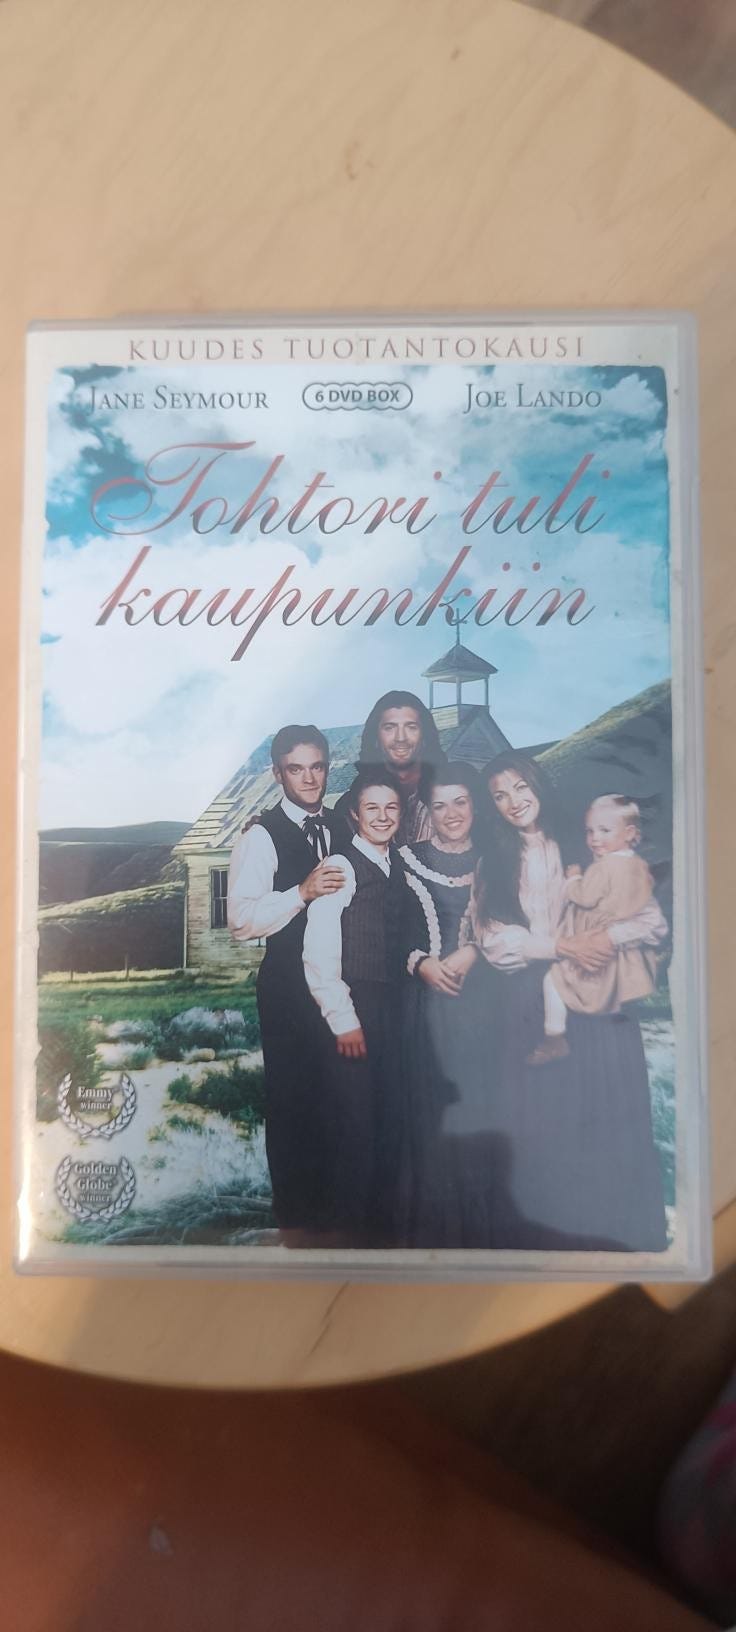 KUUDES TUOTANTOKAUSI
JANE SEYMOUR 6 DVD BOX JOE LANDO
Tohtori tuli
kaupunkiin
Emmy
winner
Golden
Globe
winner